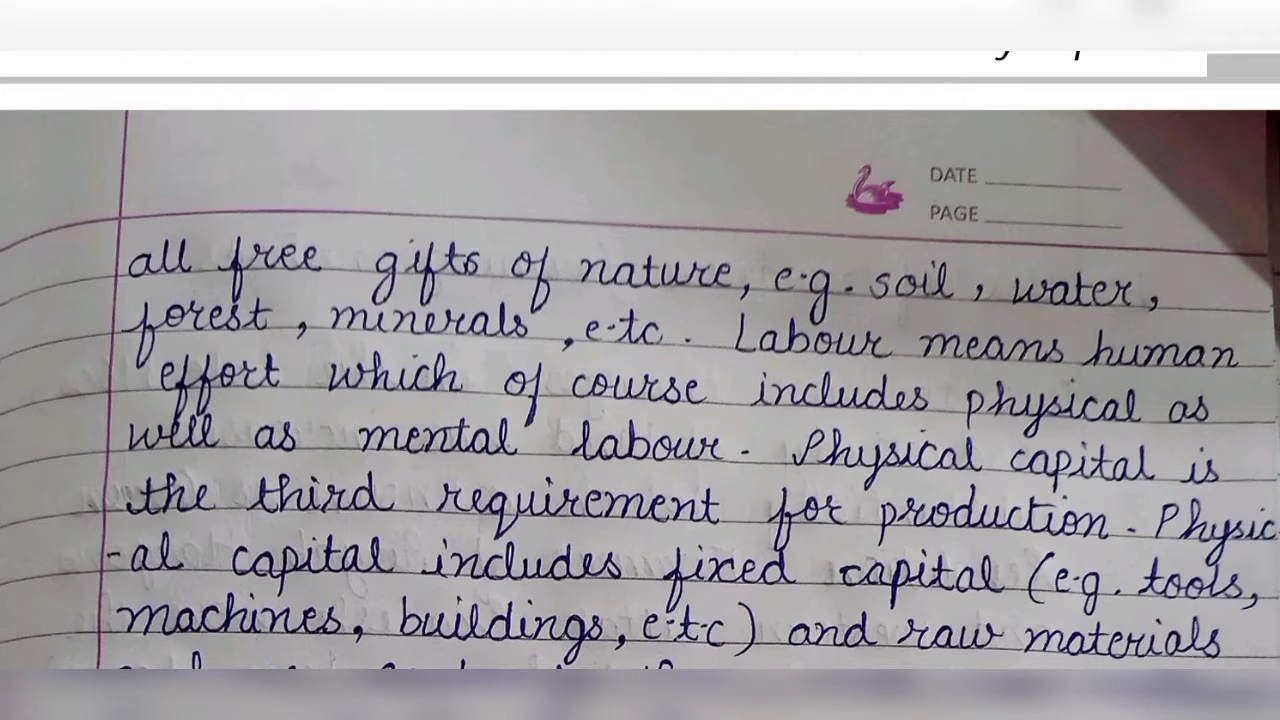 DATE
PAGE
all free gifts of nature, e.g. soil, water,
forest, minerals, e.tc. Labour means human
effort which of course includes physical as
well as mental labour. Physical capital is
the third requirement for production. Physic
-al capital includes fixed capital (e.g. tools,
machines, buildings, e.t.c) and raw materials